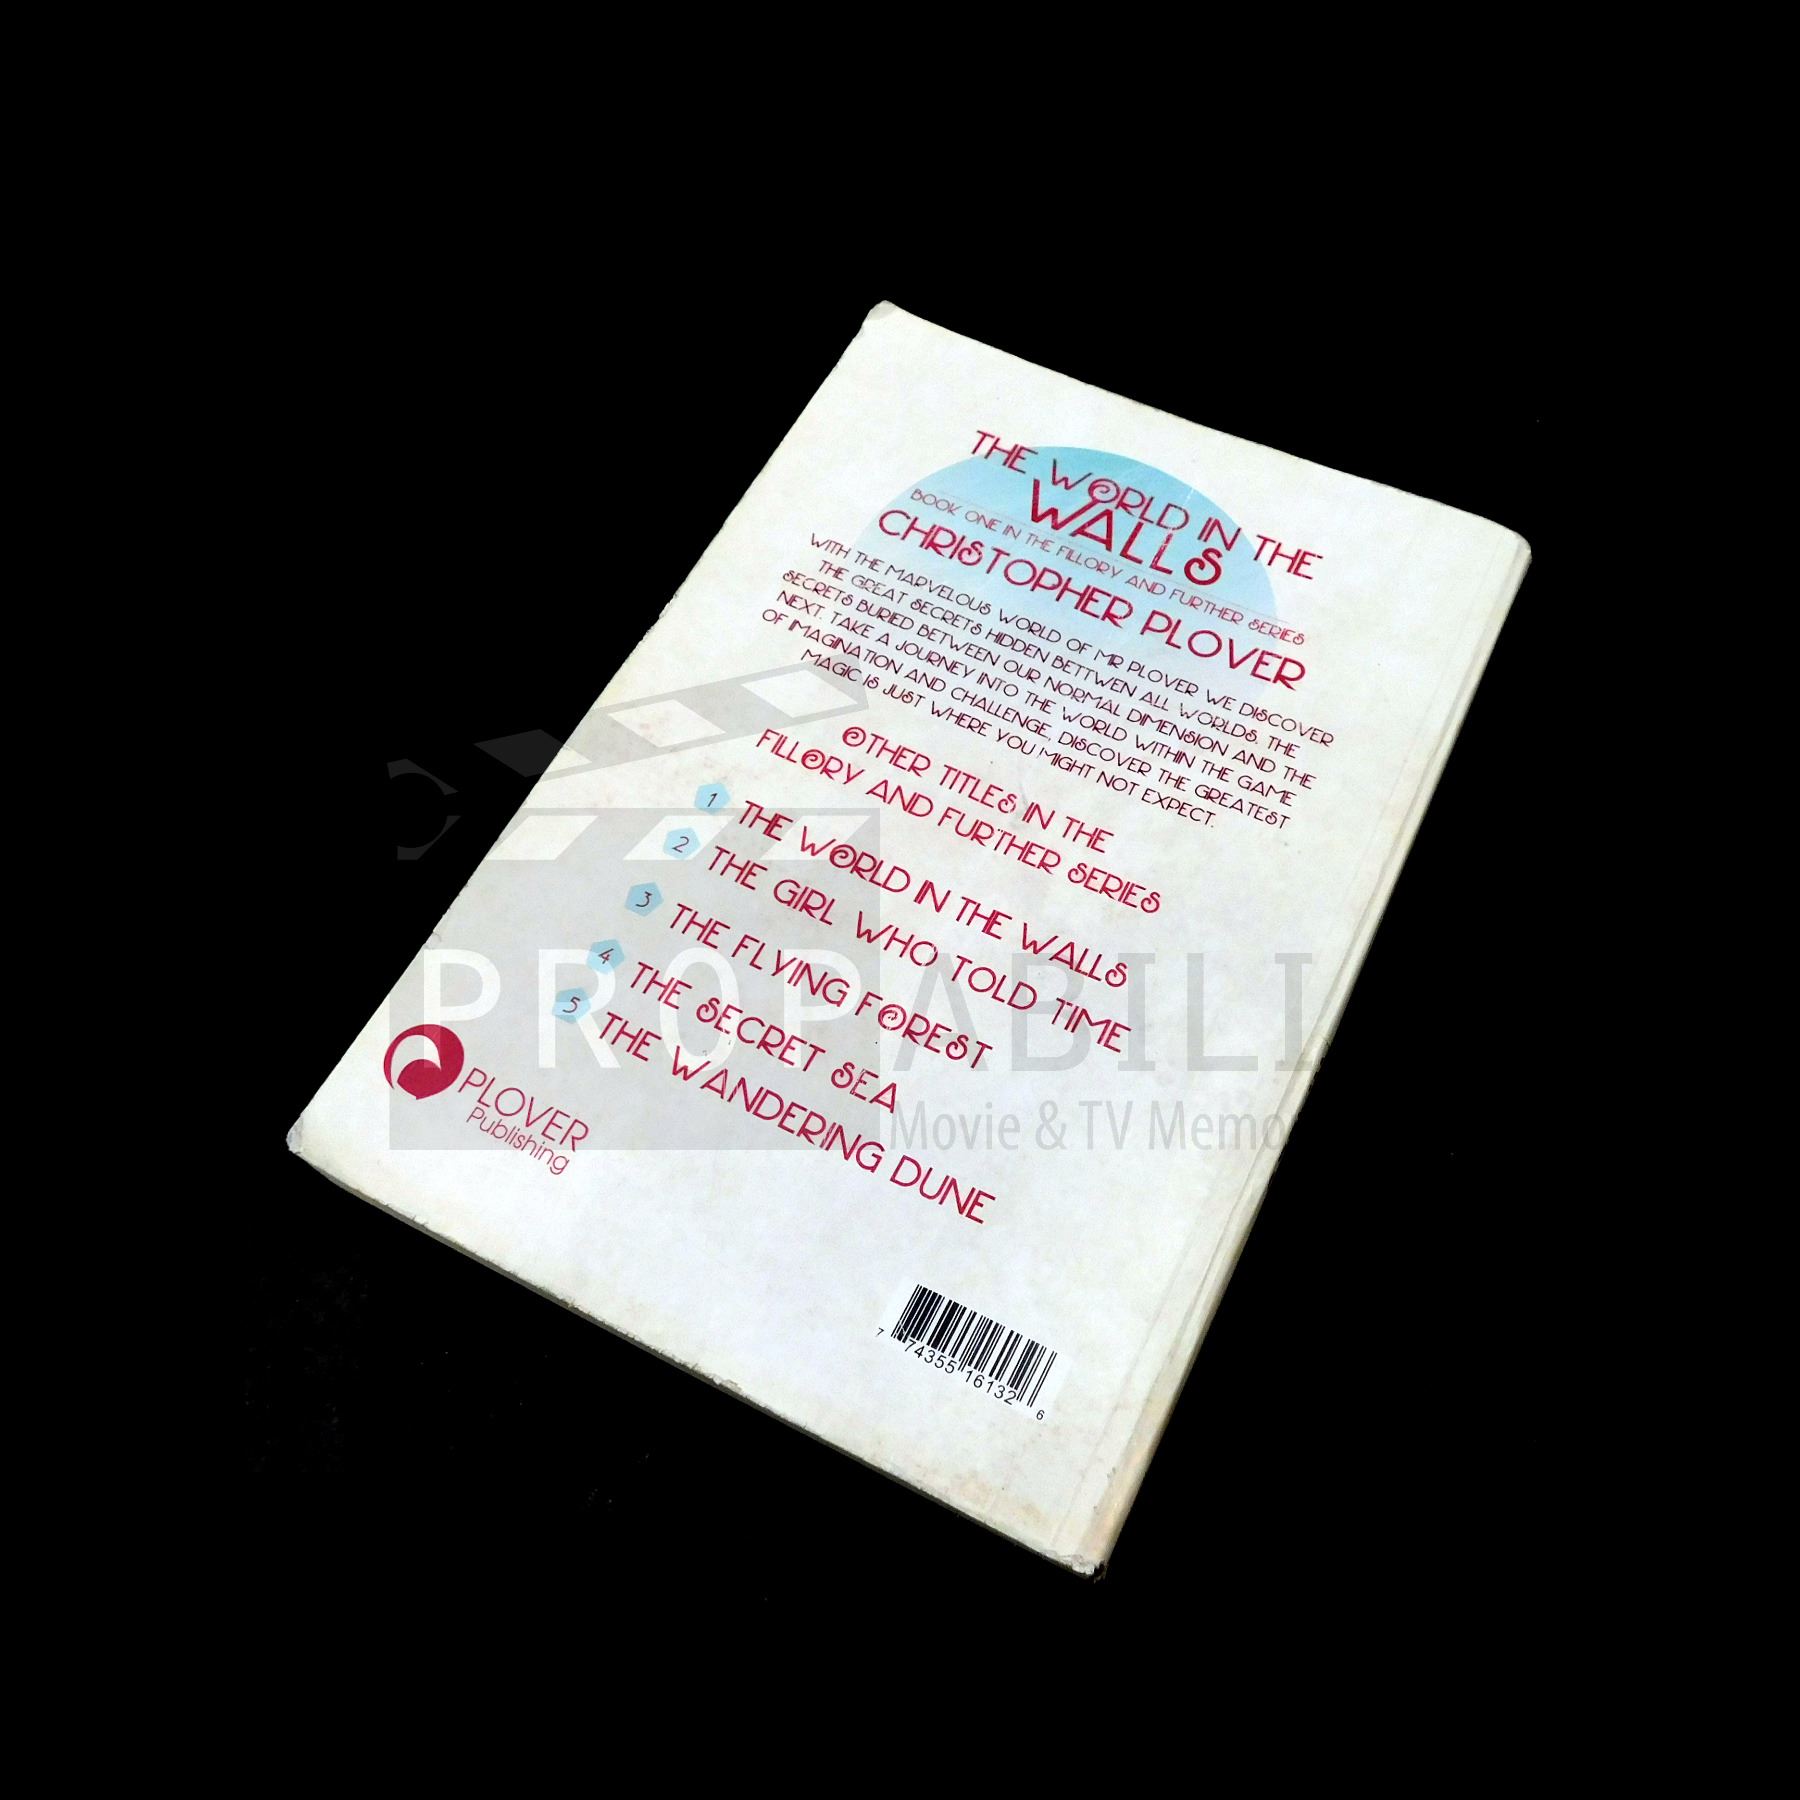 THE WORLD IN THE
WALLS
BOOK ONE IN THE FILLORY AND FURTHER SERIES
CHRISTOPHER PLOVER
WITH THE MARVELOUS WORLD OF MR PLOVER WE DISCOVER
THE GREAT SECRETS HIDDEN BETTWEN ALL WORLDS. THE
SECRETS BURIED BETWEEN OUR NORMAL DIMENSION AND THE
NEXT. TAKE A JOURNEY INTO THE WORLD WITHIN THE GAME
OF IMAGINATION AND CHALLENGE, DISCOVER THE GREATEST
MAGIC IS JUST WHERE YOU MIGHT NOT EXPECT.
OTHER TITLES IN THE
FILLORY AND FURTHER SERIES
1 THE WORLD IN THE WALLS
2 THE GIRL WHO TOLD TIME
3 THE FLYING FOREST
4 THE SECRET SEA
5 THE WANDERING DUNE
PLOVER
Publishing
7 74355 16132 6
PROPABILI
Movie & TV Memo